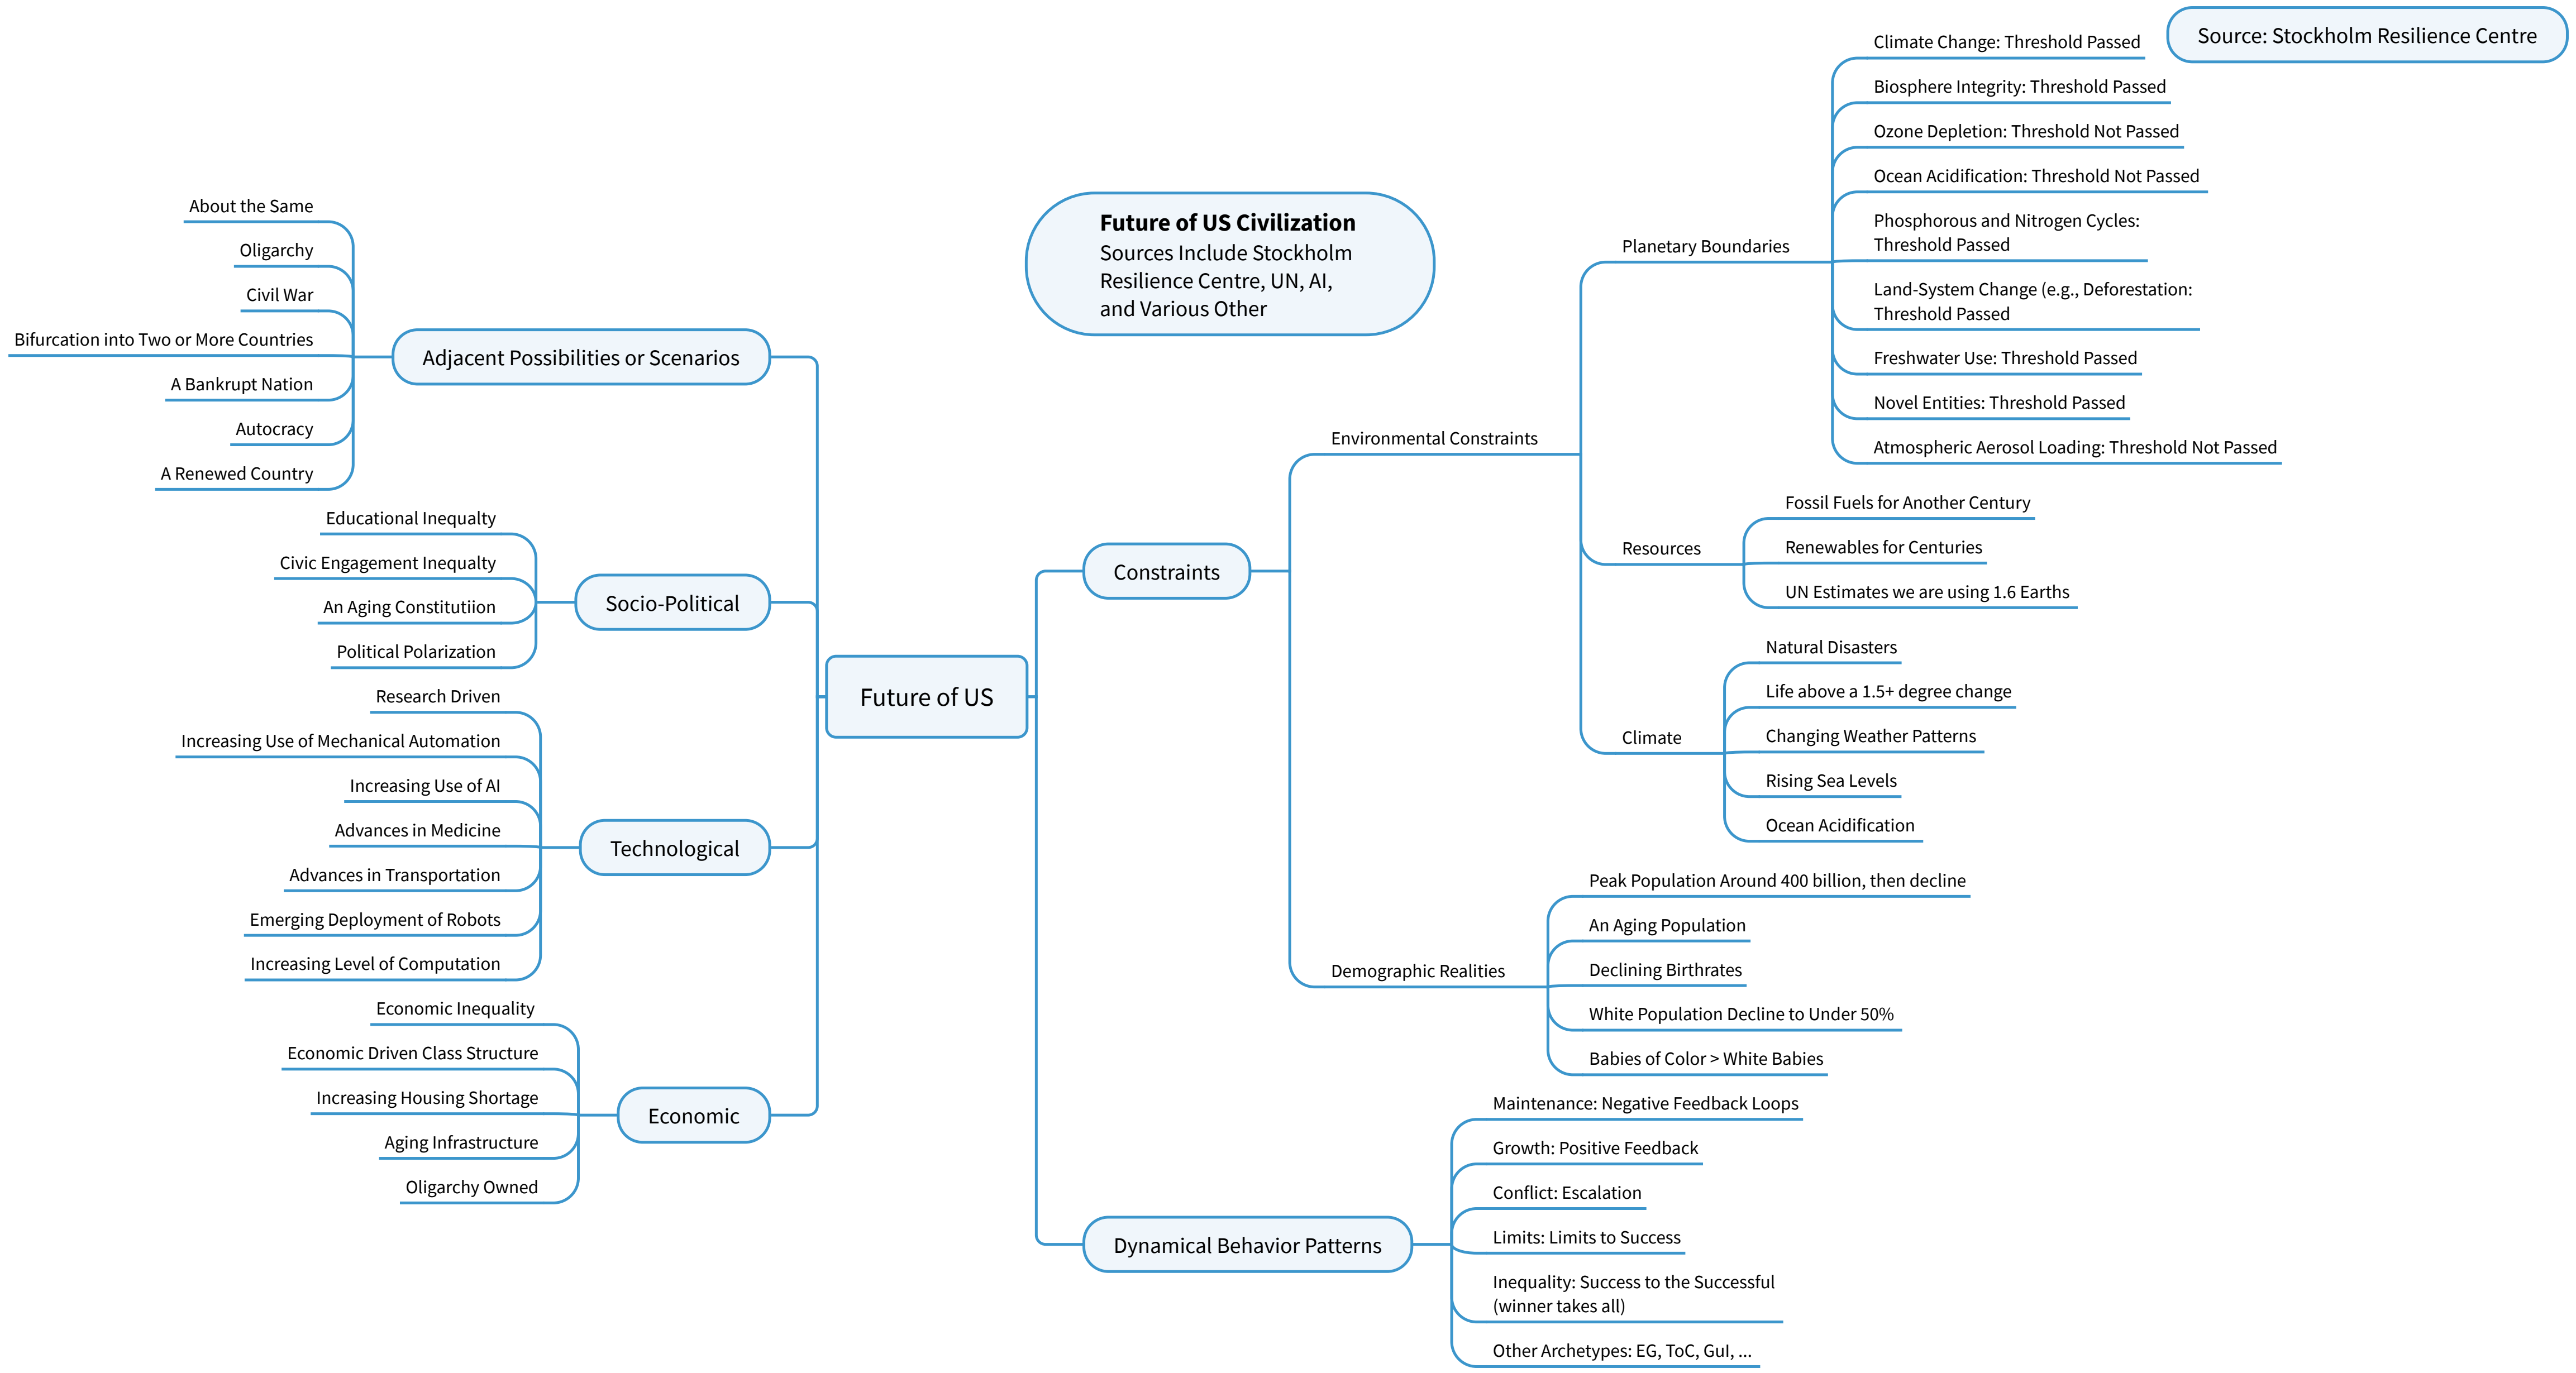 Source: Stockholm Resilience Centre
Future of US Civilization
Sources Include Stockholm
Resilience Centre, UN, AI,
and Various Other
Future of US
Adjacent Possibilities or Scenarios
About the Same
Oligarchy
Civil War
Bifurcation into Two or More Countries
A Bankrupt Nation
Autocracy
A Renewed Country
Socio-Political
Educational Inequalty
Civic Engagement Inequalty
An Aging Constitutiion
Political Polarization
Technological
Research Driven
Increasing Use of Mechanical Automation
Increasing Use of AI
Advances in Medicine
Advances in Transportation
Emerging Deployment of Robots
Increasing Level of Computation
Economic
Economic Inequality
Economic Driven Class Structure
Increasing Housing Shortage
Aging Infrastructure
Oligarchy Owned
Constraints
Environmental Constraints
Planetary Boundaries
Climate Change: Threshold Passed
Biosphere Integrity: Threshold Passed
Ozone Depletion: Threshold Not Passed
Ocean Acidification: Threshold Not Passed
Phosphorous and Nitrogen Cycles:
Threshold Passed
Land-System Change (e.g., Deforestation:
Threshold Passed
Freshwater Use: Threshold Passed
Novel Entities: Threshold Passed
Atmospheric Aerosol Loading: Threshold Not Passed
Resources
Fossil Fuels for Another Century
Renewables for Centuries
UN Estimates we are using 1.6 Earths
Climate
Natural Disasters
Life above a 1.5+ degree change
Changing Weather Patterns
Rising Sea Levels
Ocean Acidification
Demographic Realities
Peak Population Around 400 billion, then decline
An Aging Population
Declining Birthrates
White Population Decline to Under 50%
Babies of Color > White Babies
Dynamical Behavior Patterns
Maintenance: Negative Feedback Loops
Growth: Positive Feedback
Conflict: Escalation
Limits: Limits to Success
Inequality: Success to the Successful
(winner takes all)
Other Archetypes: EG, ToC, GuI, ...